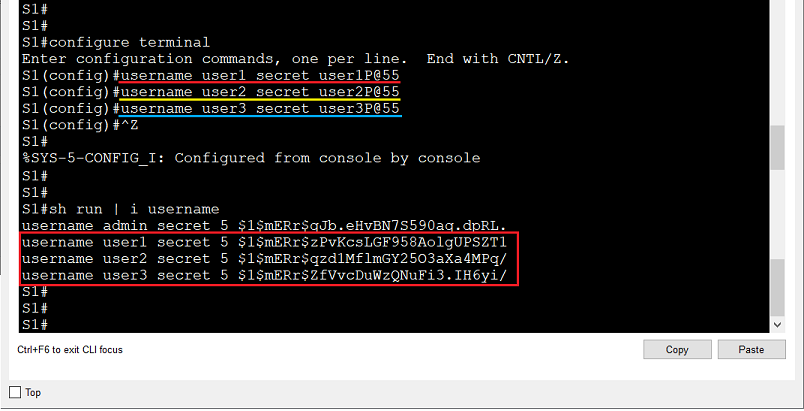 S1#
S1#
S1#configure terminal
Enter configuration commands, one per line.  End with CNTL/Z.
S1(config)#username user1 secret user1P@55
S1(config)#username user2 secret user2P@55
S1(config)#username user3 secret user3P@55
S1(config)#^Z
S1#
%SYS-5-CONFIG_I: Configured from console by console
S1#
S1#
S1#sh run | i username
username admin secret 5 $1$mERr$qJb.eHvBN7S590aq.dpRL.
username user1 secret 5 $1$mERr$zPvKcsLGF958AolgUPSZT1
username user2 secret 5 $1$mERr$qzd1MflmGY25O3aXa4MPq/
username user3 secret 5 $1$mERr$ZfVvcDuWzQNuFi3.IH6yi/
S1#
S1#
S1#
Ctrl+F6 to exit CLI focus
Copy
Paste
Top